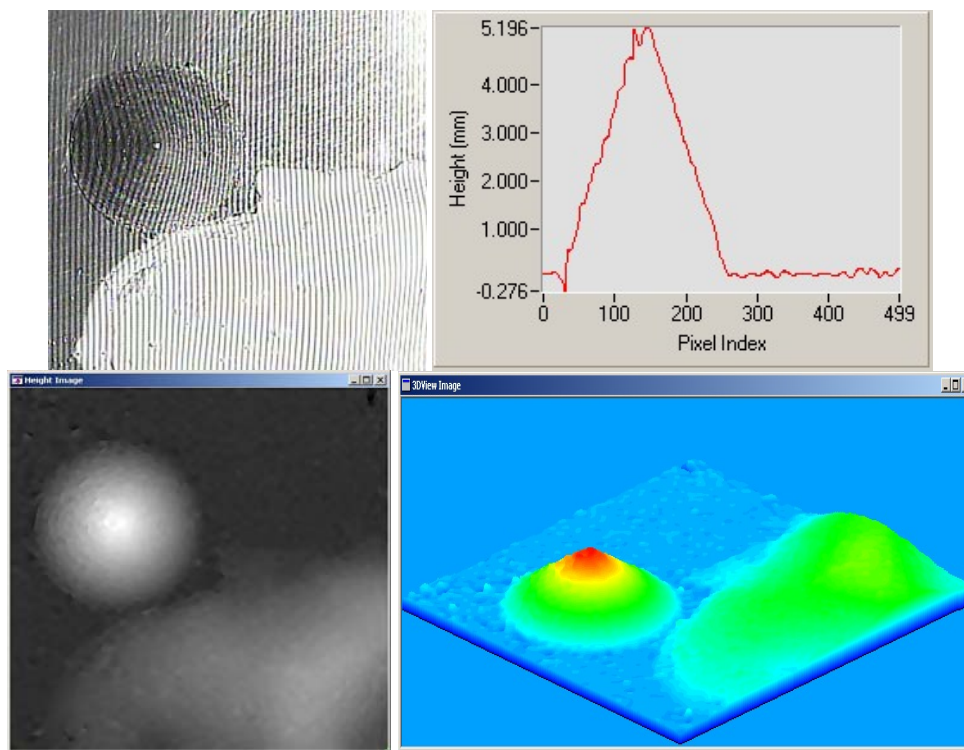 5.196
4.000
3.000
2.000
1.000
-0.276
Height (mm)
0 100 200 300 400 499
Pixel Index
Height Image
3DView Image